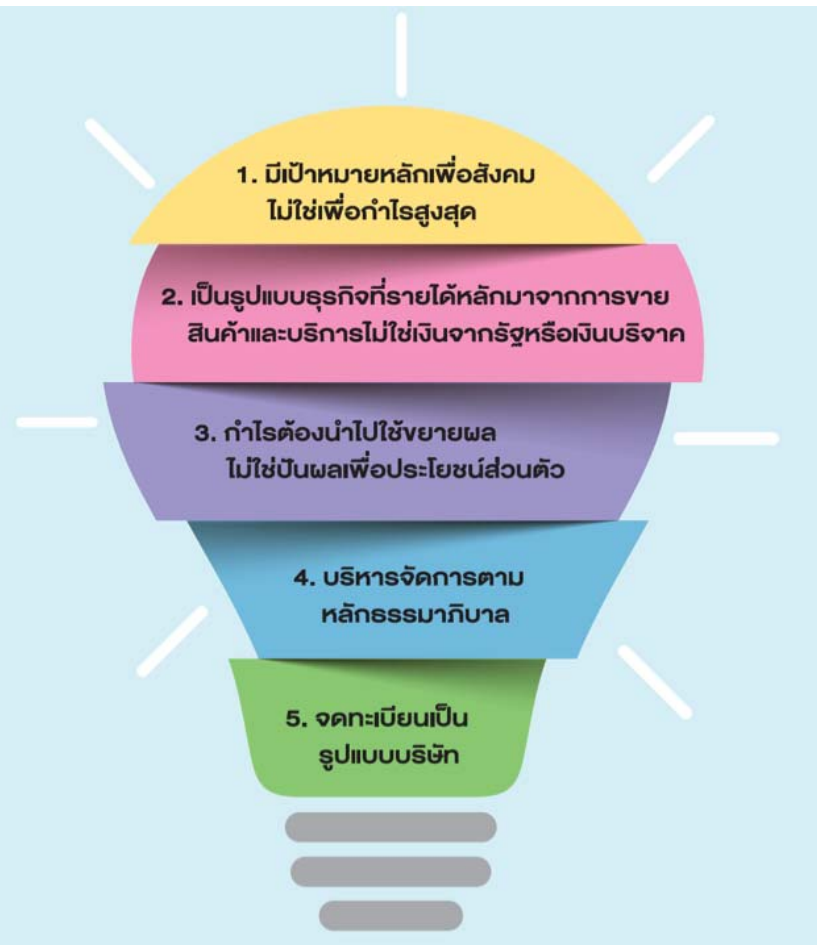 1. มีเป้าหมายหลักเพื่อสังคม
ไม่ใช่เพื่อกำไรสูงสุด
2. เป็นรูปแบบธุรกิจที่รายได้หลักมาจากการขาย
สินค้าและบริการไม่ใช่เงินจากรัฐหรือเงินบริจาค
3. กำไรต้องนำไปใช้ขยายผล
ไม่ใช่ปันผลเพื่อประโยชน์ส่วนตัว
4. บริหารจัดการตาม
หลักธรรมาภิบาล
5. จดทะเบียนเป็น
รูปแบบบริษัท